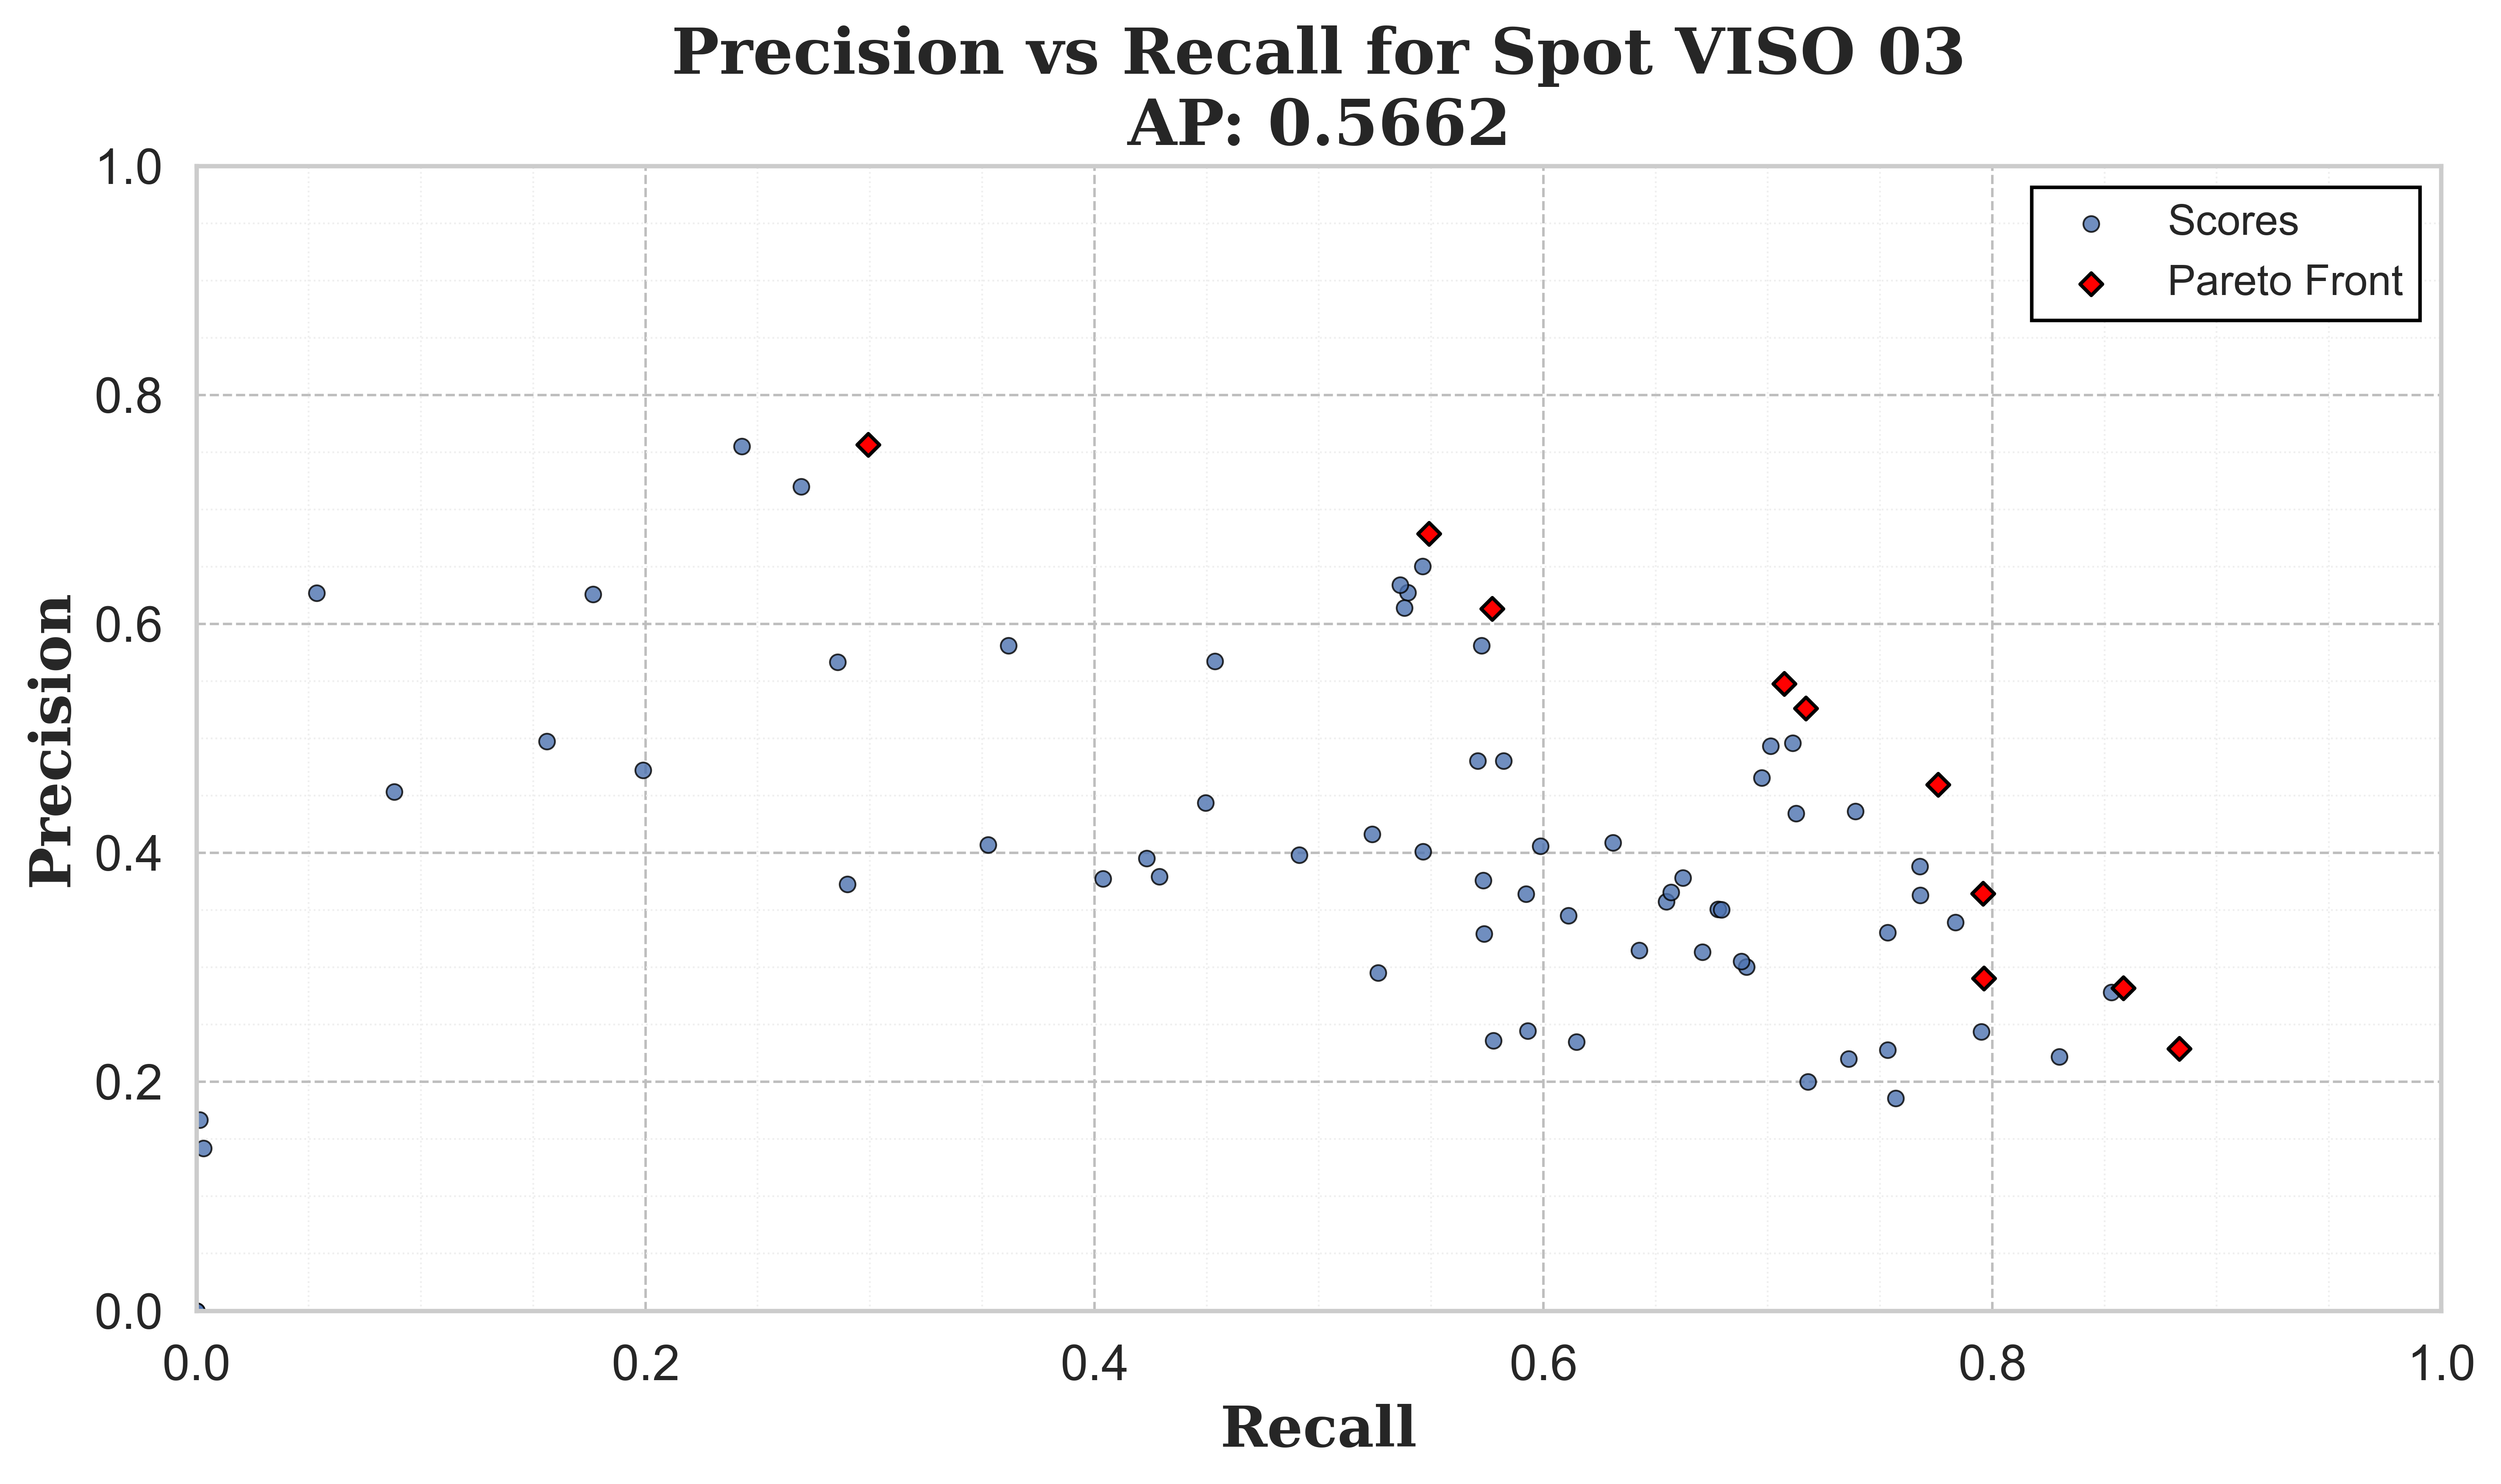 Precision vs Recall for Spot VISO 03
AP: 0.5662
Scores
Pareto Front
Precision
1.0
0.8
0.6
0.4
0.2
0.0
0.0 0.2 0.4 0.6 0.8 1.0
Recall